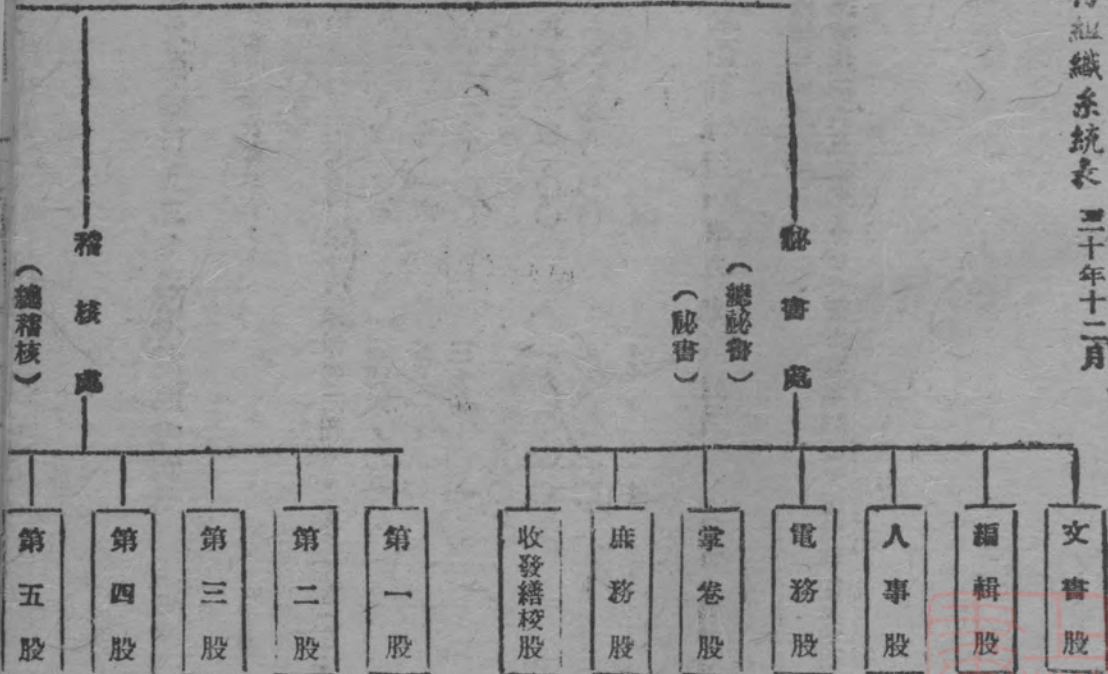 組織系統表 三十年十二月
祕書處
(總祕書)
(祕書)
文書股
編輯股
人事股
電務股
掌卷股
庶務股
收發繕校股
稽核處
(總稽核)
第一股
第二股
第三股
第四股
第五股